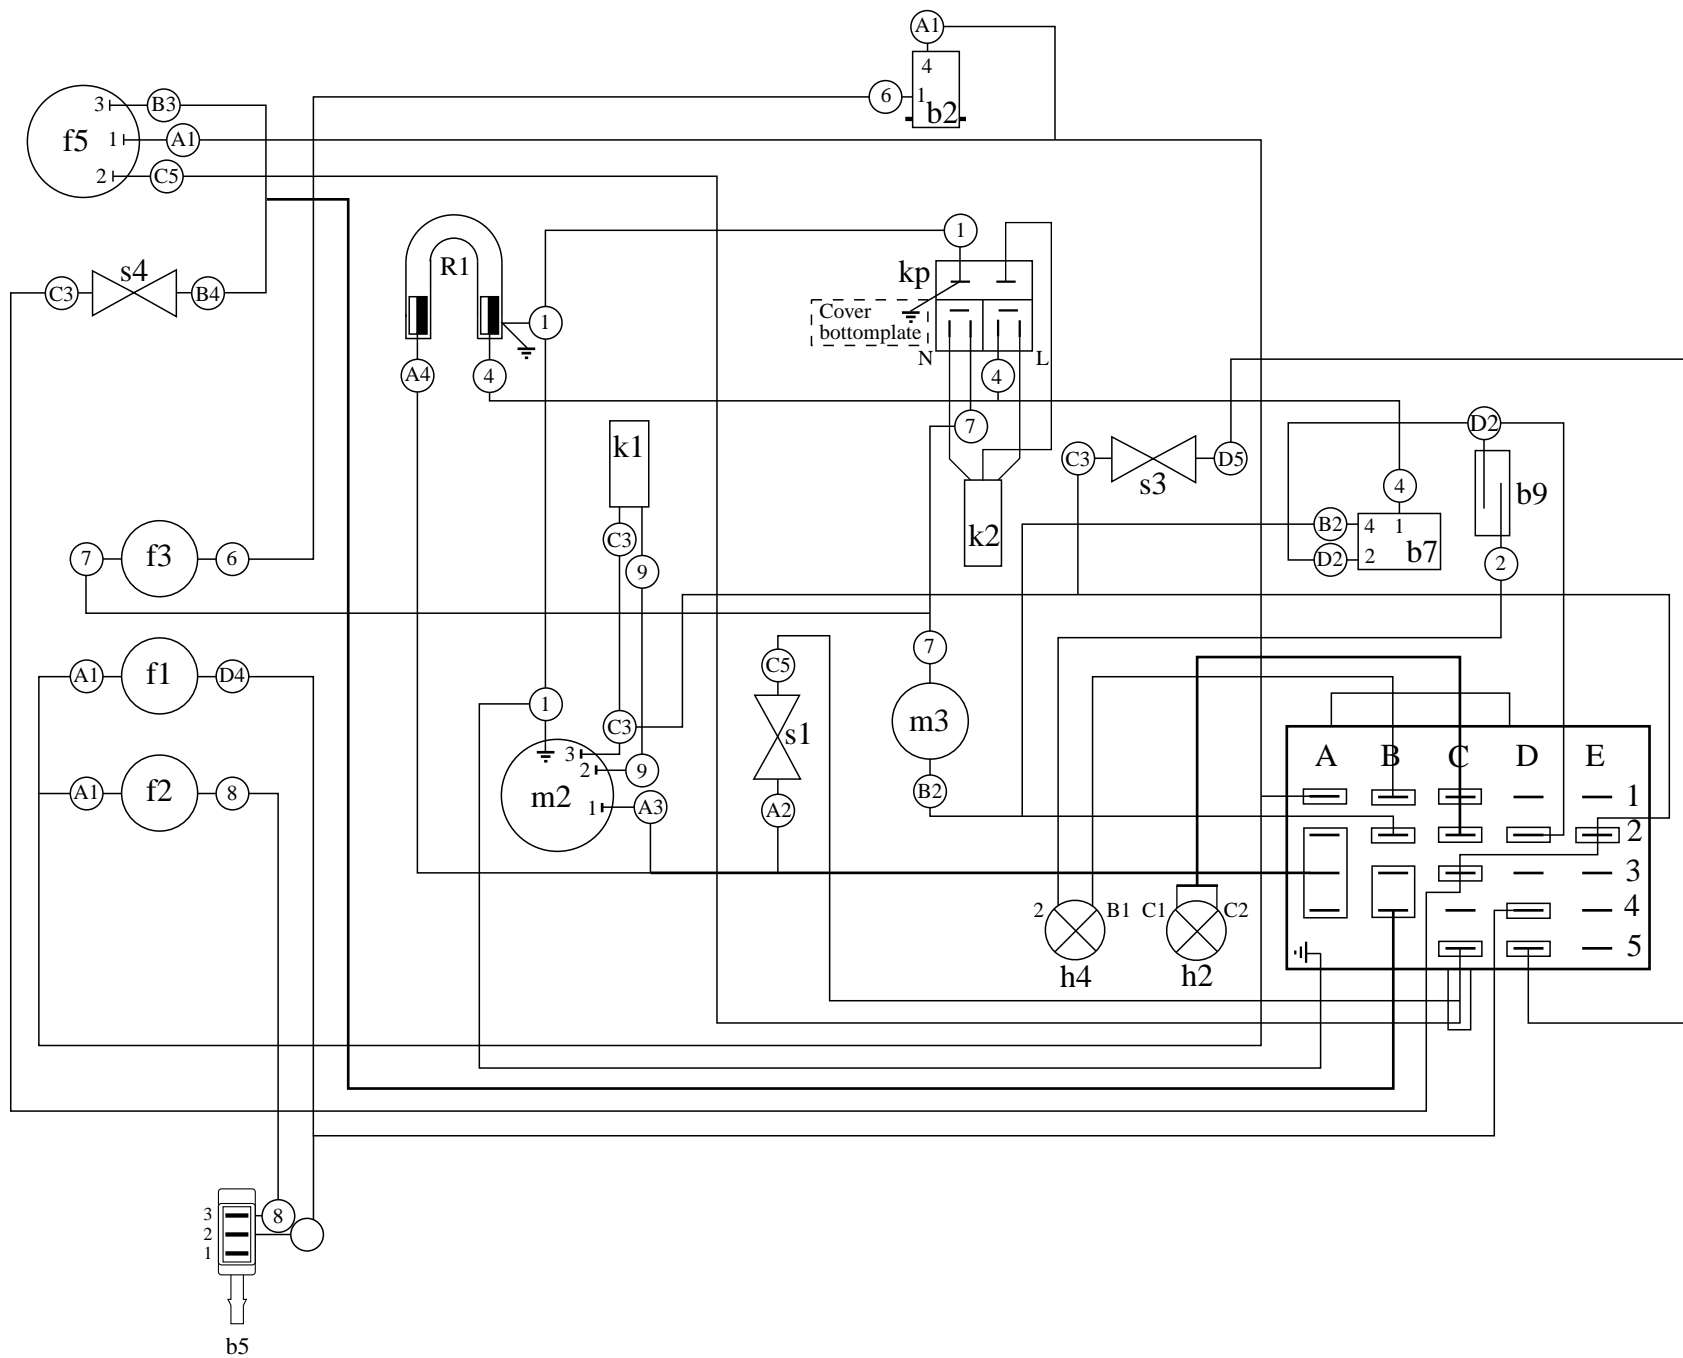 A1
4
6
1
b2
3
B3
f5
1
A1
2
C5
s4
C3
B4
R1
1
A4
4
1
kp
Cover
bottomplate
N
L
4
7
k2
k1
C3
9
C3
s3
D5
D2
b9
4
B2
4
1
D2
2
b7
2
7
f3
6
A1
f1
D4
A1
f2
8
1
C3
3
2
9
m2
1
A3
C5
s1
A2
7
m3
B2
A
B
C
D
E
1
2
3
4
5
2
B1
h4
C1
C2
h2
3
8
2
1
b5